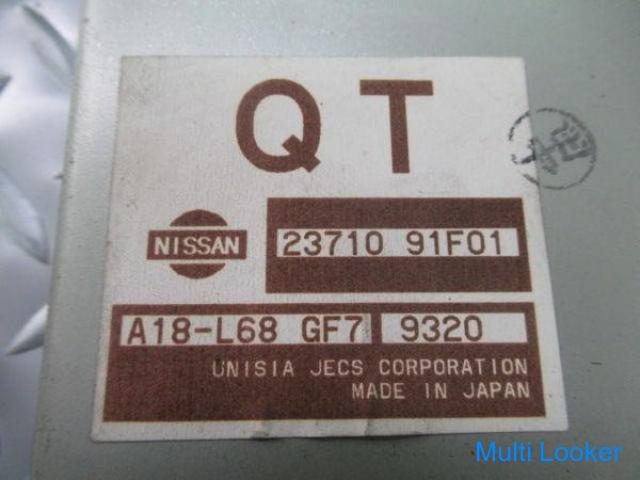 QT
NISSAN
23710 91F01
A18-L68 GF7 9320
UNISIA JECS CORPORATION
MADE IN JAPAN
Multi Looker